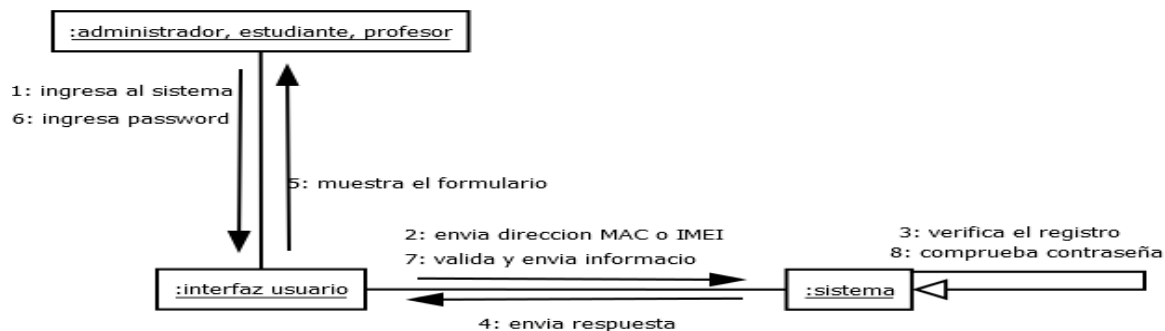 :administrador, estudiante, profesor
1: ingresa al sistema
6: ingresa password
5: muestra el formulario
2: envia direccion MAC o IMEI
7: valida y envia informacio
3: verifica el registro
8: comprueba contraseña
:interfaz usuario
:sistema
4: envia respuesta